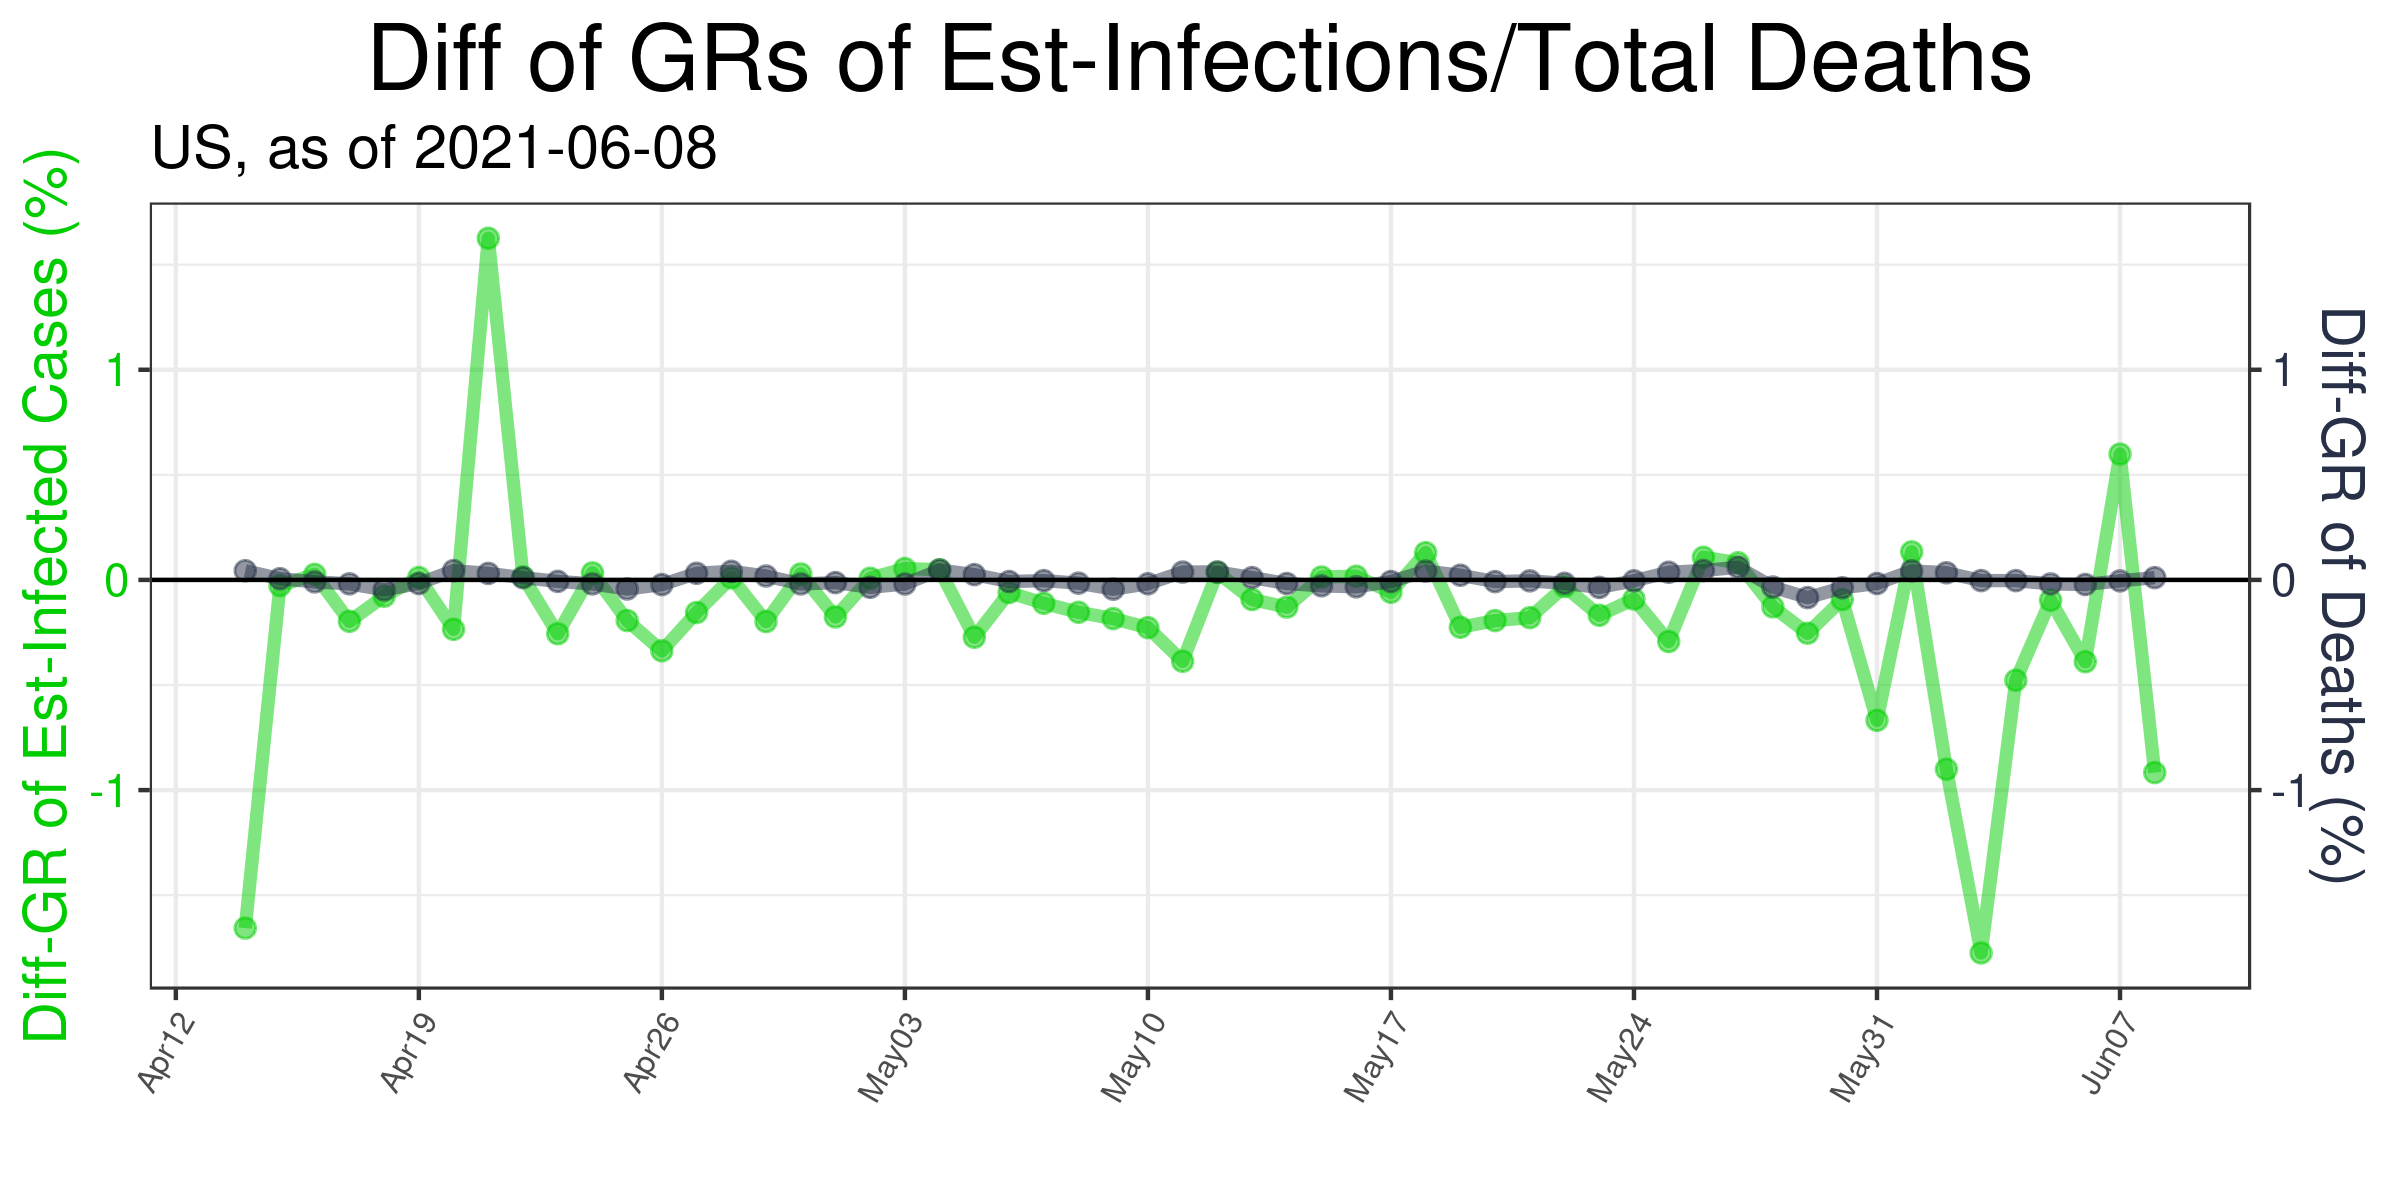 Diff of GRs of Est-Infections/Total Deaths
US, as of 2021-06-08
Diff-GR of Est-Infected Cases (%)
1
0
-1
1
0
-1
Diff-GR of Deaths (%)
Apr12
Apr19
Apr26
May03
May10
May17
May24
May31
Jun07